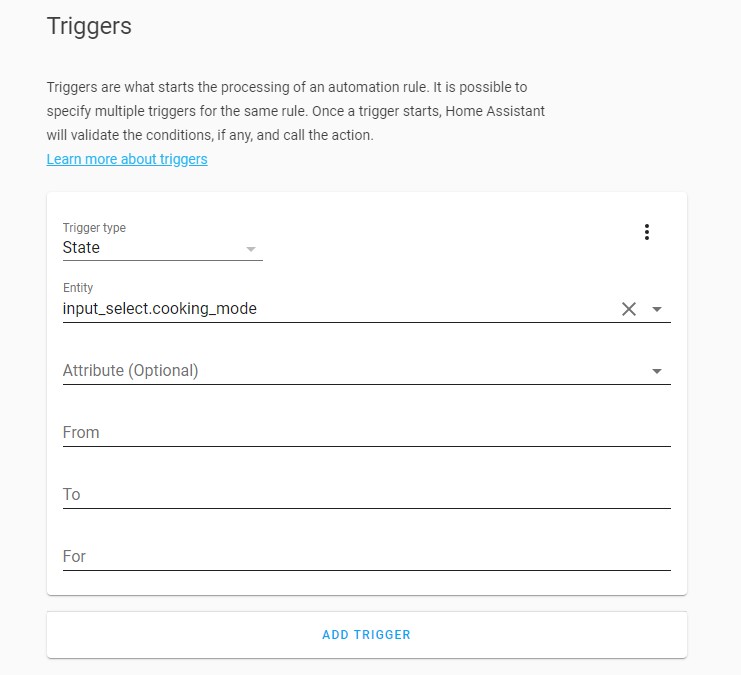 Triggers
Triggers are what starts the processing of an automation rule. It is possible to
specify multiple triggers for the same rule. Once a trigger starts, Home Assistant
will validate the conditions, if any, and call the action.
Learn more about triggers
Trigger type
State
Entity
input_select.cooking_mode
Attribute (Optional)
From
To
For
ADD TRIGGER